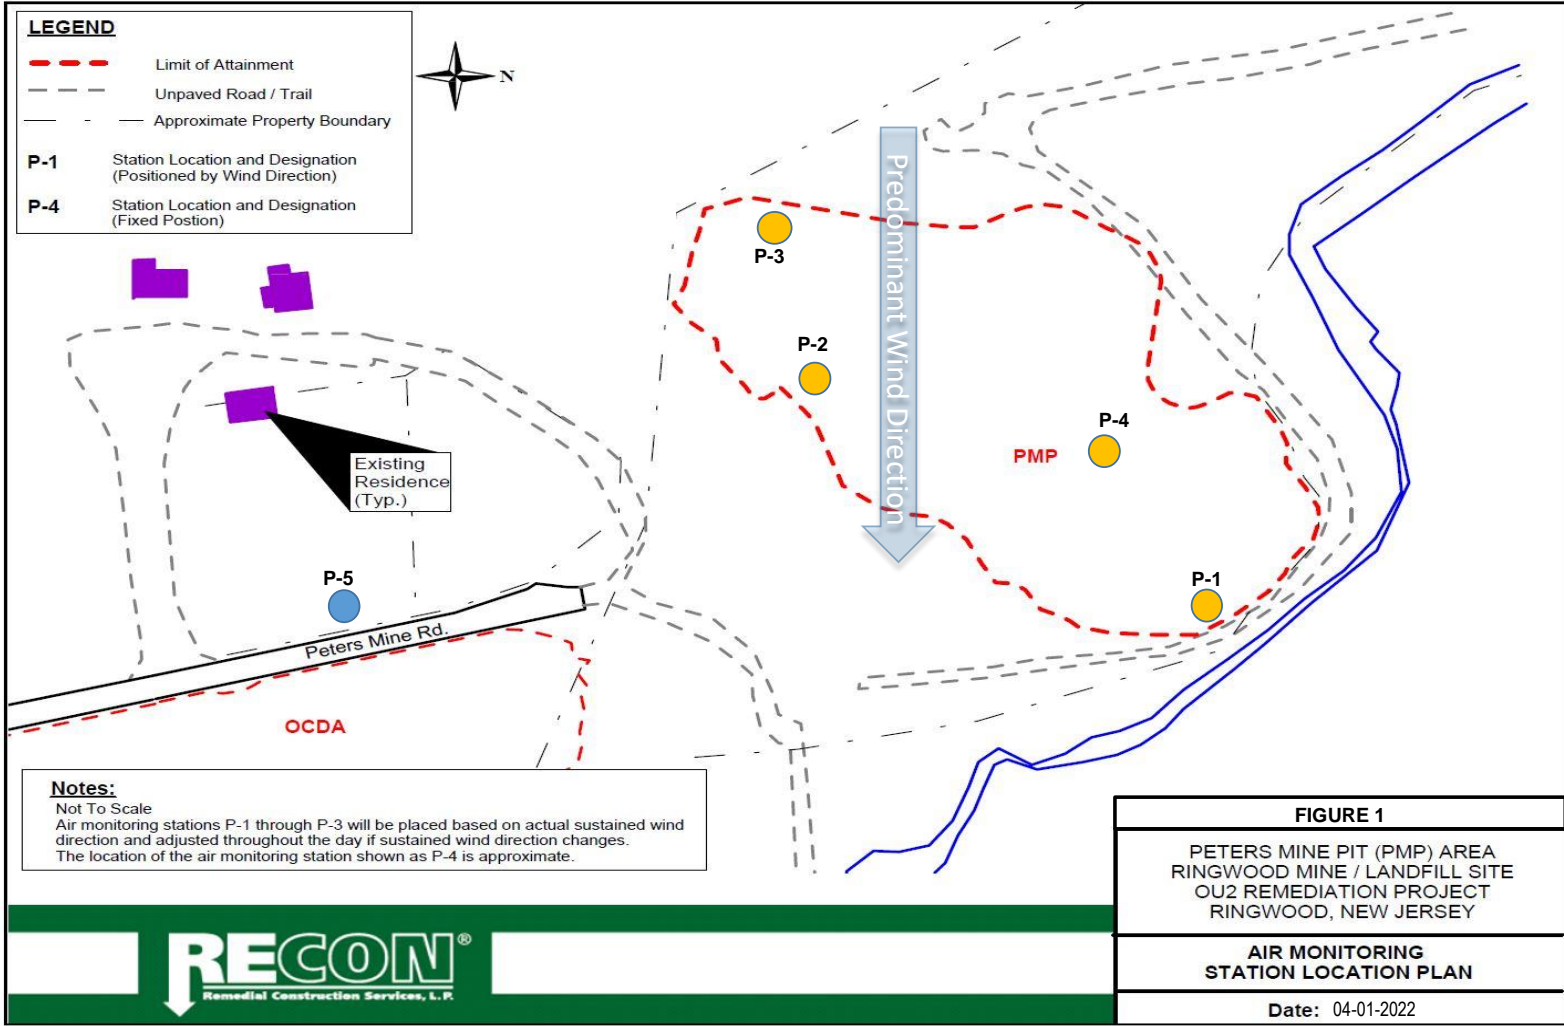 LEGEND
Limit of Attainment
Unpaved Road / Trail
Approximate Property Boundary
P-1 Station Location and Designation
(Positioned by Wind Direction)
P-4 Station Location and Designation
(Fixed Postion)
N
Predominant Wind Direction
P-3
P-2
P-4
PMP
Existing
Residence
(Typ.)
P-5
P-1
Peters Mine Rd.
OCDA
Notes:
Not To Scale
Air monitoring stations P-1 through P-3 will be placed based on actual sustained wind
direction and adjusted throughout the day if sustained wind direction changes.
The location of the air monitoring station shown as P-4 is approximate.
FIGURE 1
PETERS MINE PIT (PMP) AREA
RINGWOOD MINE / LANDFILL SITE
OU2 REMEDIATION PROJECT
RINGWOOD, NEW JERSEY
AIR MONITORING
STATION LOCATION PLAN
Date: 04-01-2022
RECON®
Remedial Construction Services, L.P.